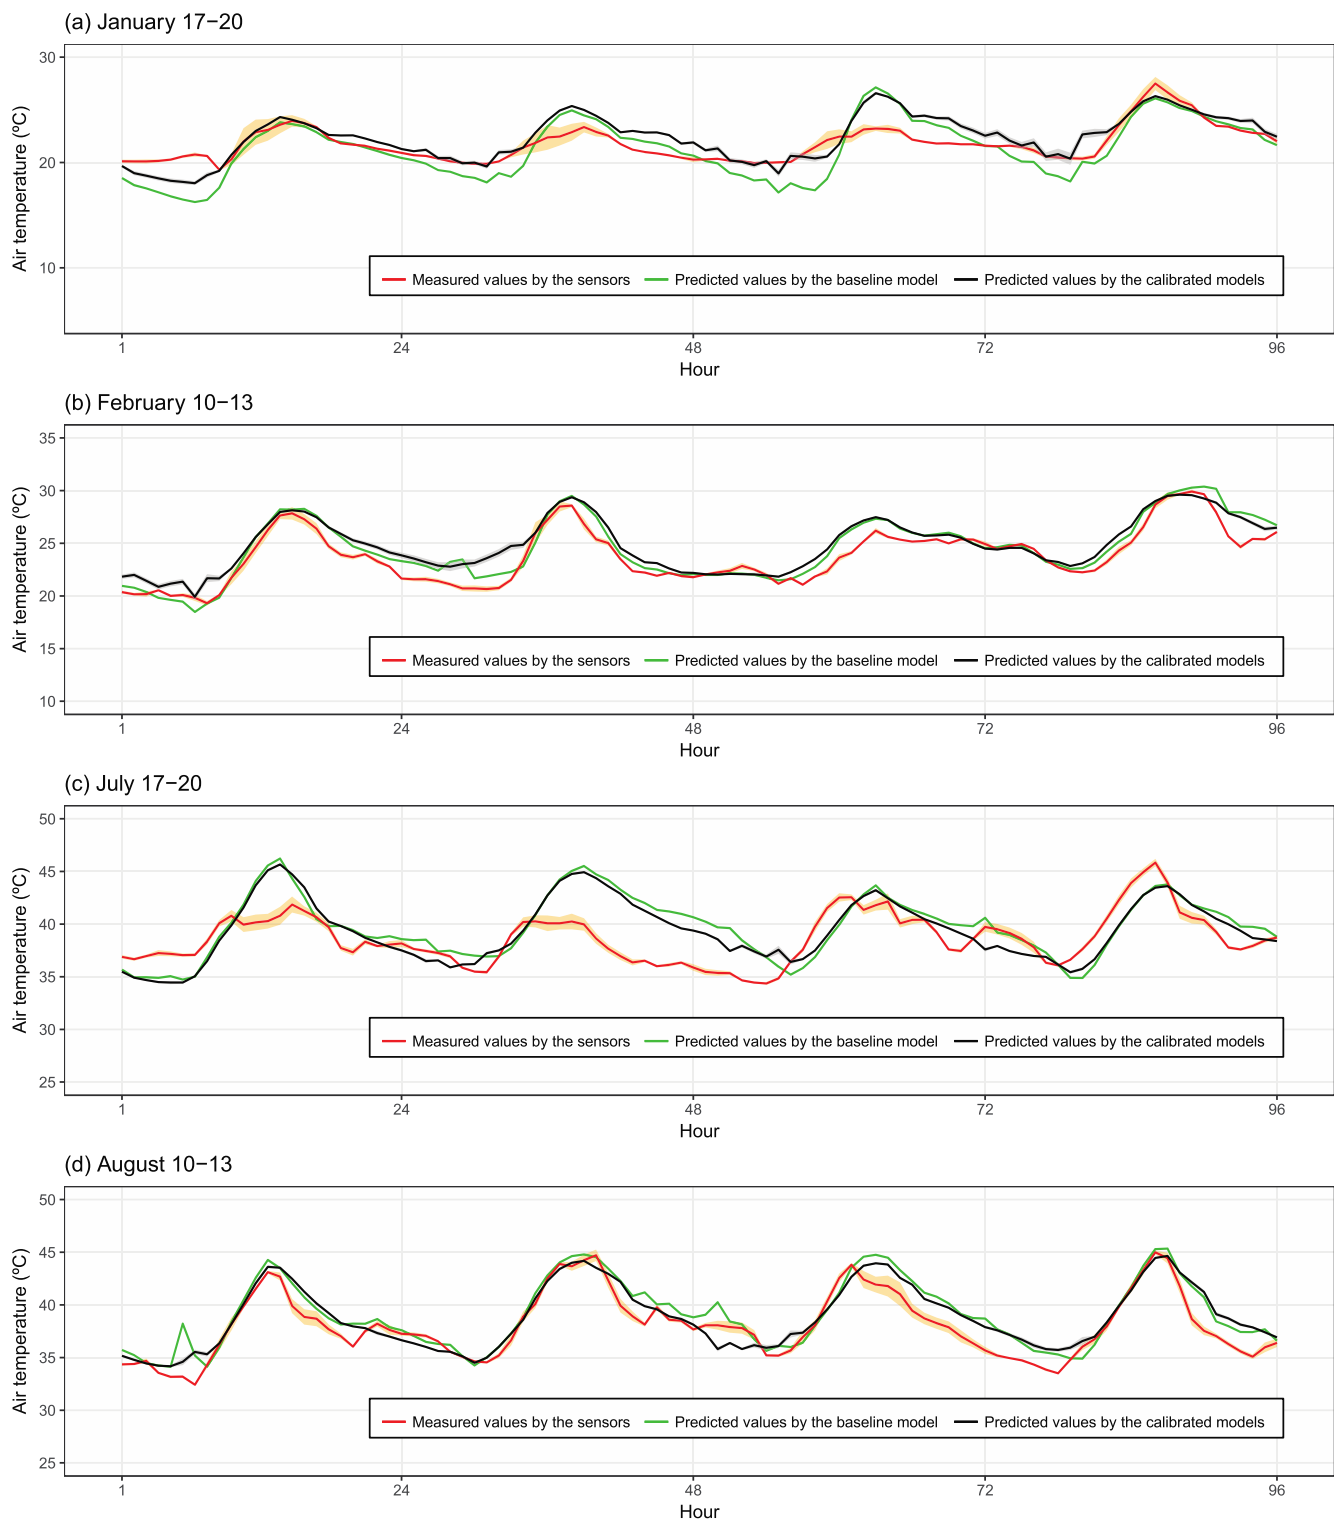 (a) January 17−20
30
20
10
Air temperature (ºC)
Measured values by the sensors Predicted values by the baseline model Predicted values by the calibrated models
1 24 48 72 96
Hour
(b) February 10−13
35
30
25
20
15
10
Air temperature (ºC)
Measured values by the sensors Predicted values by the baseline model Predicted values by the calibrated models
1 24 48 72 96
Hour
(c) July 17−20
50
45
40
35
30
25
Air temperature (ºC)
Measured values by the sensors Predicted values by the baseline model Predicted values by the calibrated models
1 24 48 72 96
Hour
(d) August 10−13
50
45
40
35
30
25
Air temperature (ºC)
Measured values by the sensors Predicted values by the baseline model Predicted values by the calibrated models
1 24 48 72 96
Hour